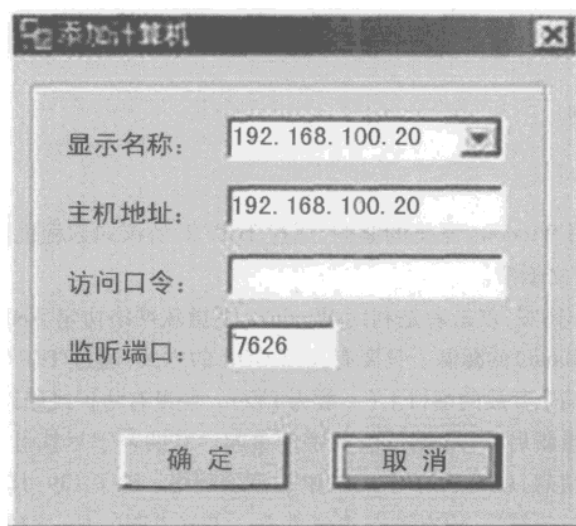 添加计算机
显示名称： 192. 168. 100. 20
主机地址： 192. 168. 100. 20
访问口令：
监听端口： 7626
确 定 取 消